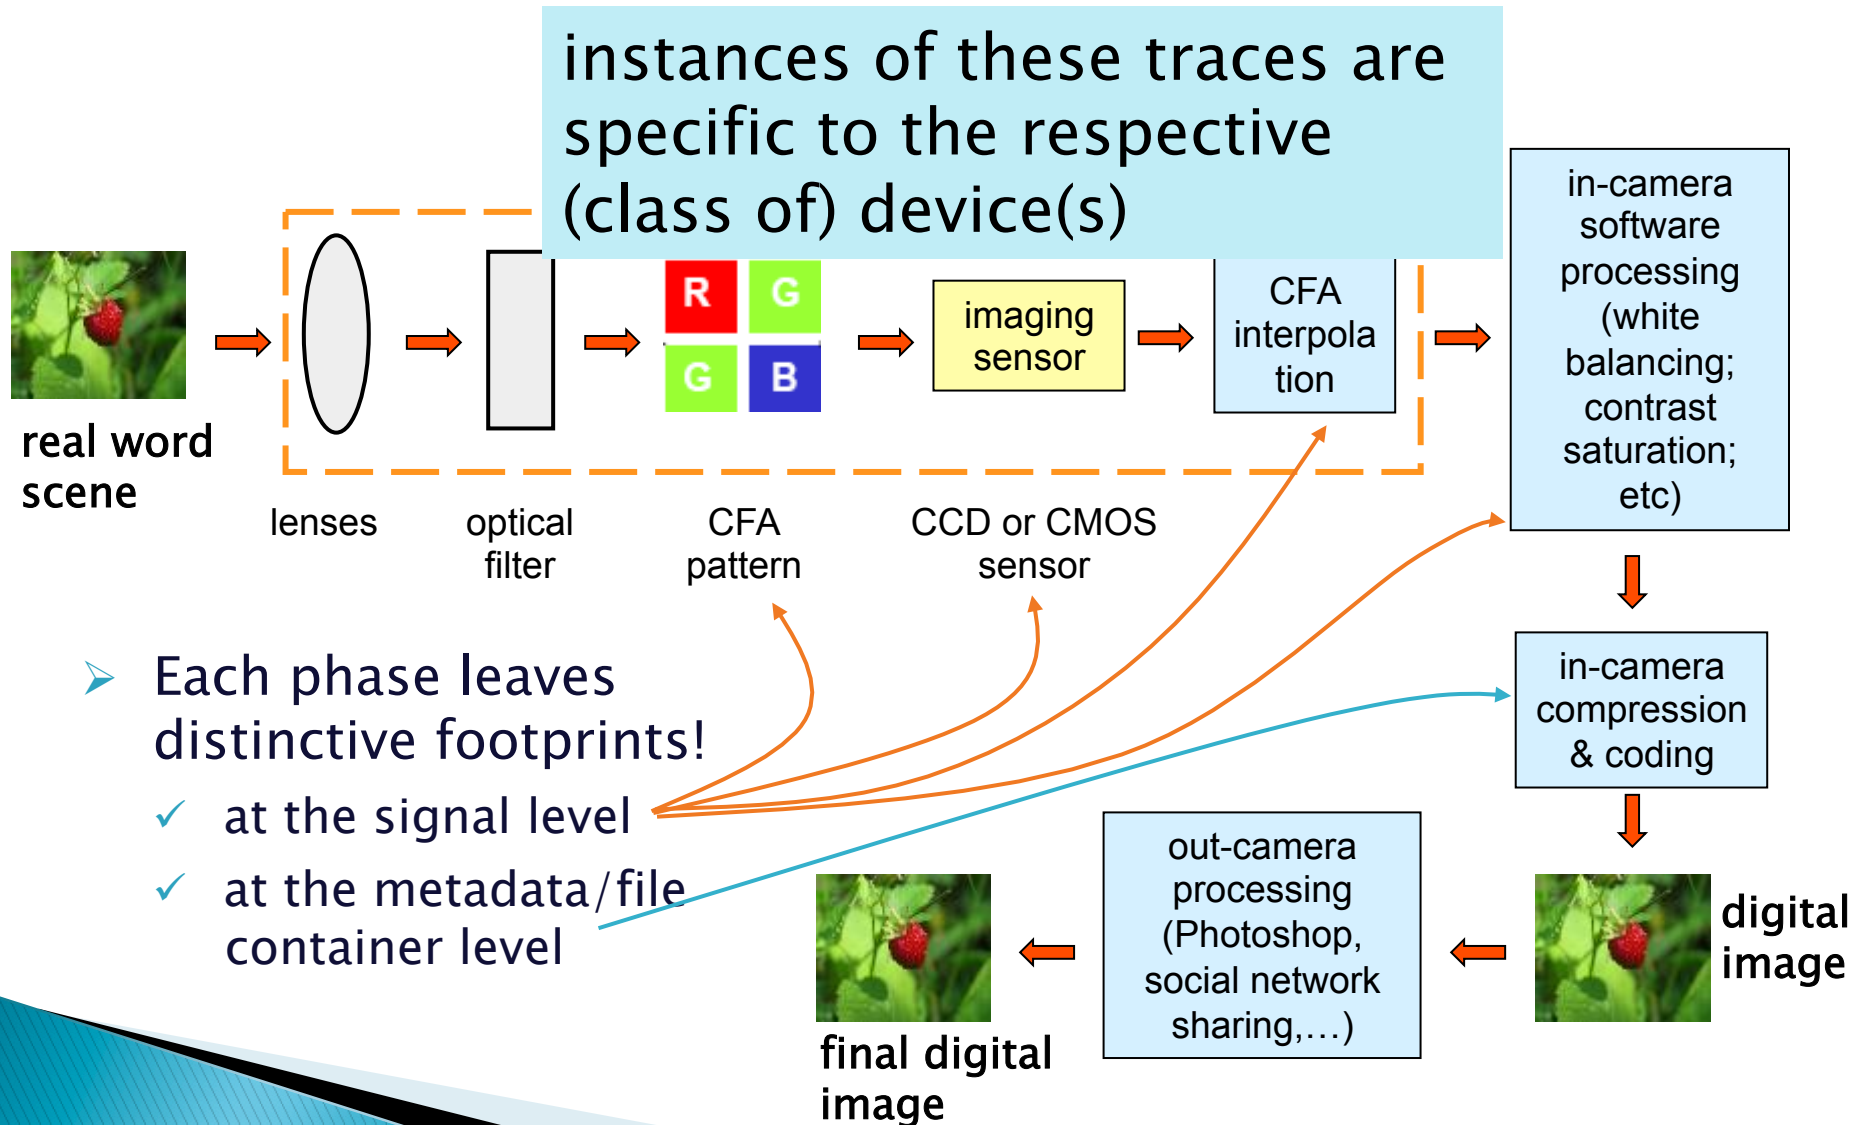 instances of these traces are
specific to the respective
(class of) device(s)
real word
scene
lenses
optical
filter
R G
G B
CFA
pattern
imaging
sensor
CCD or CMOS
sensor
CFA
interpola
tion
in-camera
software
processing
(white
balancing;
contrast
saturation;
etc)
in-camera
compression
& coding
digital
image
out-camera
processing
(Photoshop,
social network
sharing,...)
final digital
image
Each phase leaves
distinctive footprints!
at the signal level
at the metadata/file
container level